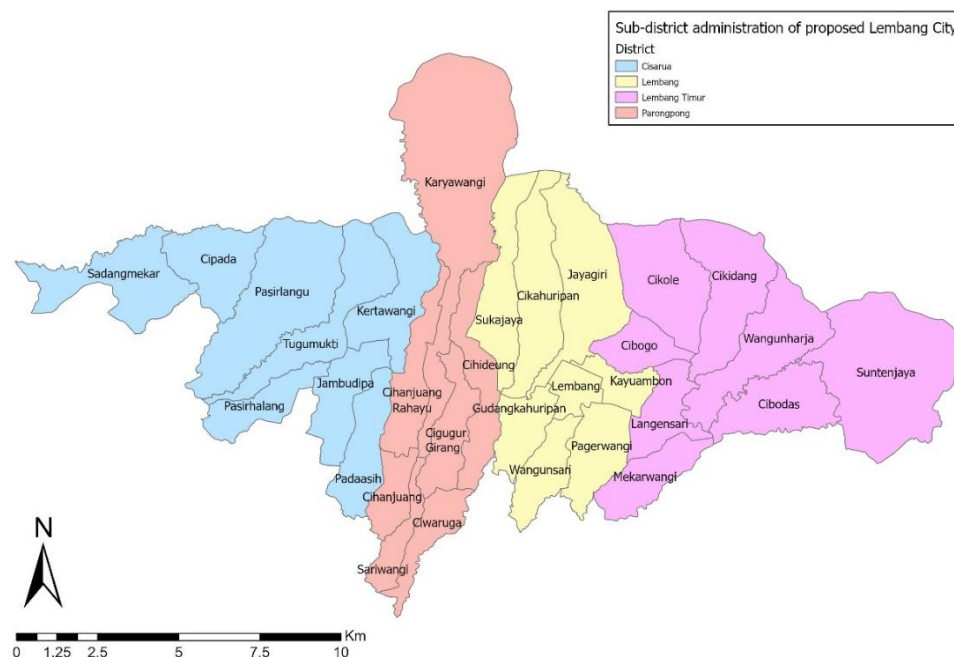 Sub-district administration of proposed Lembang City
District
Cisarua
Lembang
Lembang Timur
Parongpong
Karyawangi
Sadangmekar
Cipada
Pasirlangu
Kertawangi
Tugumukti
Jambudipa
Pasirhalang
Padaasih
Cihanjuang
Rahayu
Cihideung
Cigugur
Girang
Cihanjuang
Ciwaruga
Sariwangi
Jayagiri
Cikahuripan
Sukajaya
Lembang
Kayuambon
Gudangkahuripan
Pagerwangi
Wangunsari
Cikole
Cikidang
Cibogo
Wangunharja
Suntenjaya
Cibodas
Langensari
Mekarwangi
N
Km
0 1.25 2.5 5 7.5 10